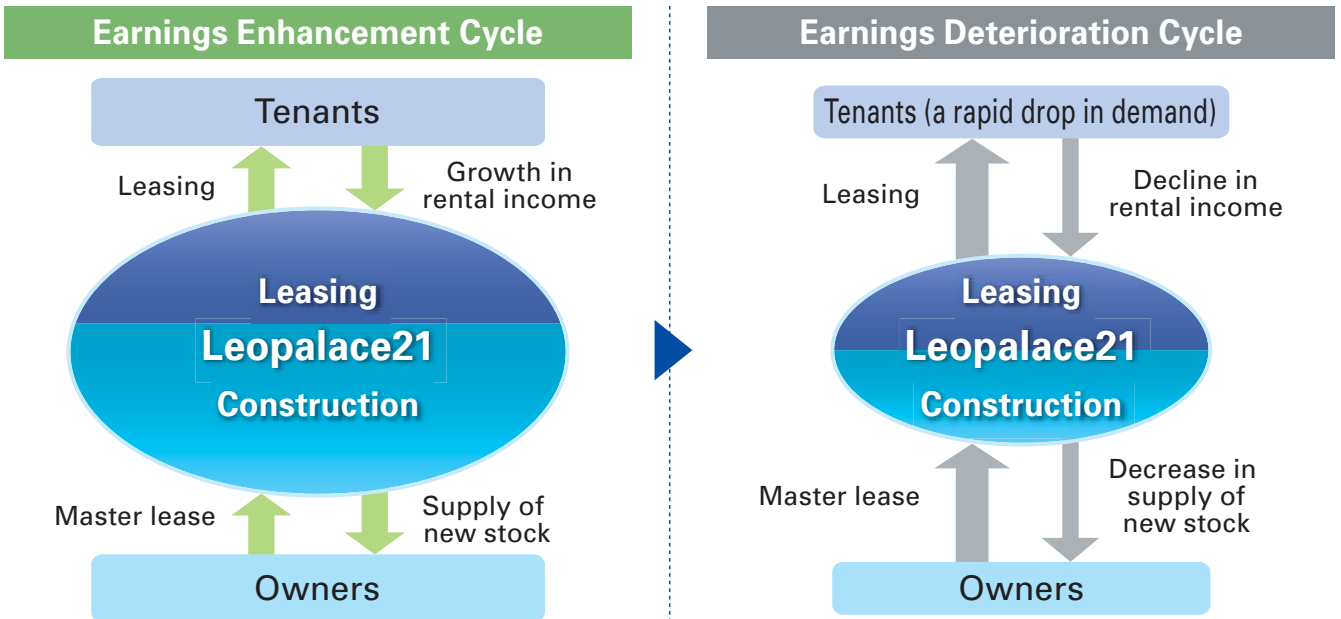 Earnings Enhancement Cycle
Tenants
Leasing
Growth in
rental income
Leasing
Leopalace21
Construction
Master lease
Supply of
new stock
Owners
Earnings Deterioration Cycle
Tenants (a rapid drop in demand)
Leasing
Decline in
rental income
Leasing
Leopalace21
Construction
Master lease
Decrease in
supply of
new stock
Owners